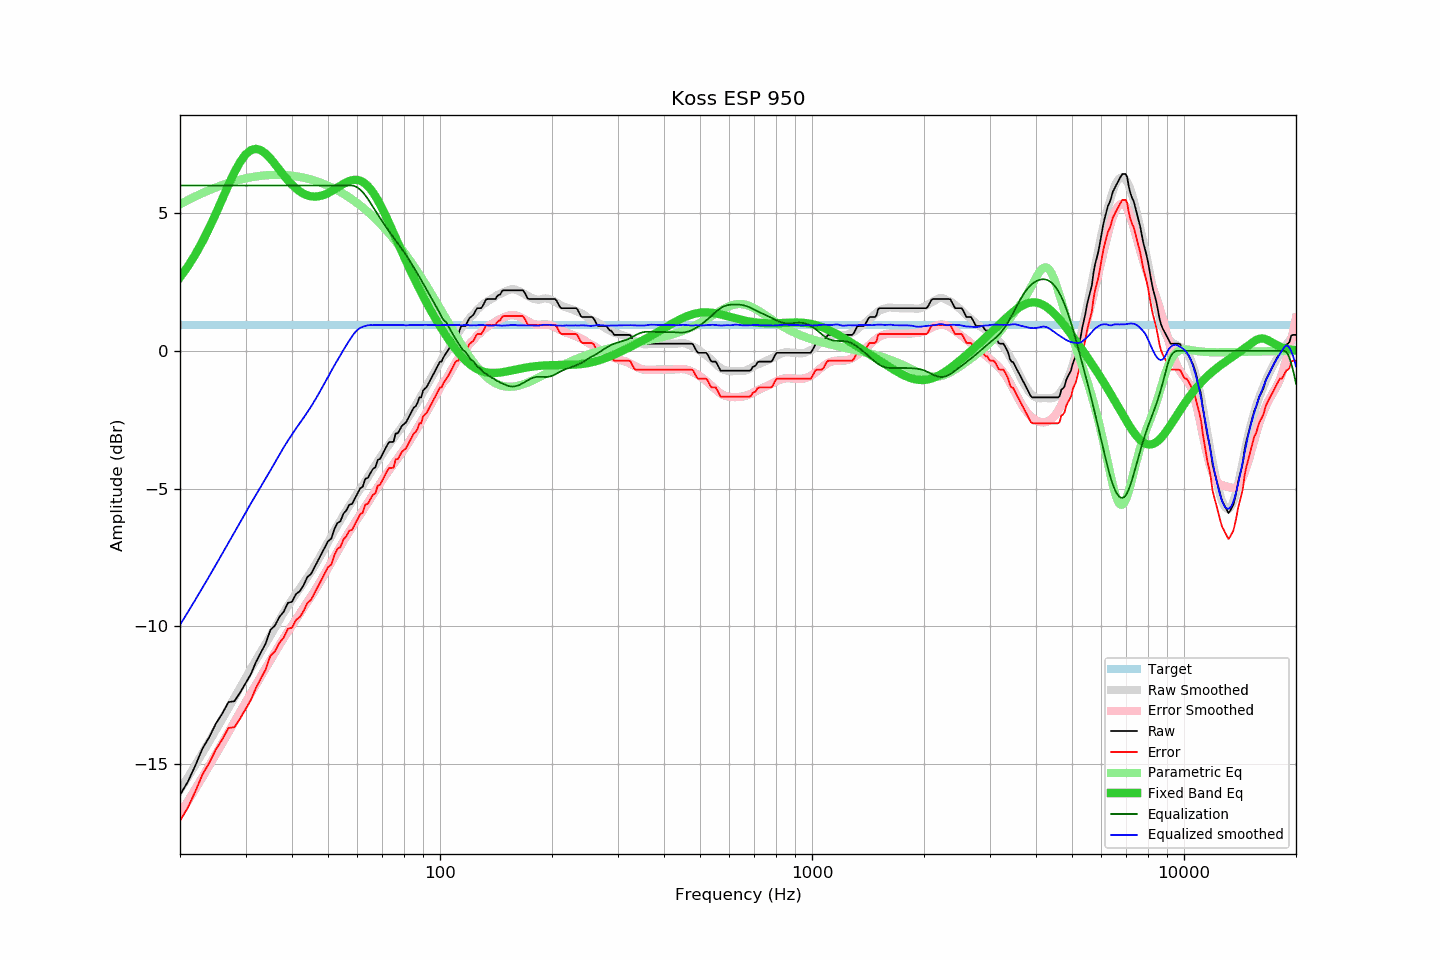 Koss ESP 950
Amplitude (dBr)
5
0
−5
−10
−15
100
1000
10000
Frequency (Hz)
Target
Raw Smoothed
Error Smoothed
Raw
Error
Parametric Eq
Fixed Band Eq
Equalization
Equalized smoothed